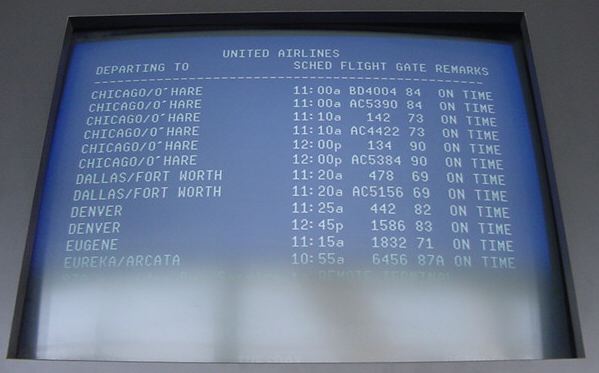 UNITED AIRLINES
DEPARTING TO SCHED FLIGHT GATE REMARKS
CHICAGO/O'HARE 11:00a BD4004 84 ON TIME
CHICAGO/O'HARE 11:00a AC5390 84 ON TIME
CHICAGO/O'HARE 11:10a 142 73 ON TIME
CHICAGO/O'HARE 11:10a AC4422 73 ON TIME
CHICAGO/O'HARE 12:00p 134 90 ON TIME
CHICAGO/O'HARE 12:00p AC5384 90 ON TIME
DALLAS/FORT WORTH 11:20a 478 69 ON TIME
DALLAS/FORT WORTH 11:20a AC5156 69 ON TIME
DENVER 11:25a 442 82 ON TIME
DENVER 12:45p 1586 83 ON TIME
EUGENE 11:15a 1832 71 ON TIME
EUREKA/ARCATA 10:55a 6456 87A ON TIME
REMOTE TERMINAL